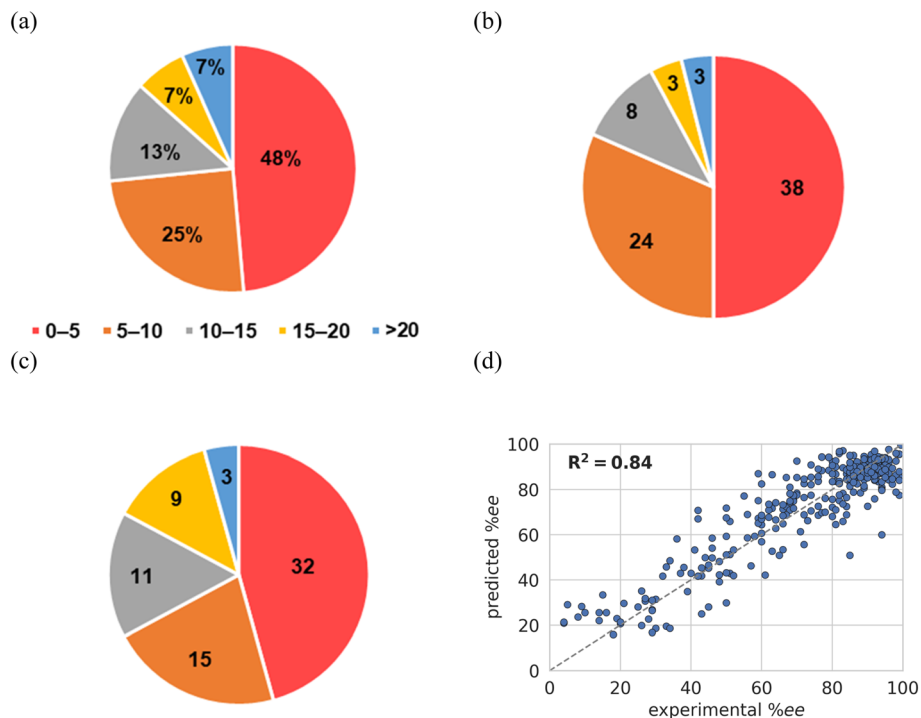 (a)
(b)
7%
7%
13%
48%
25%
3
3
8
38
24
0–5 5–10 10–15 15–20 >20
(c)
(d)
3
9
11
32
15
R² = 0.84
predicted %ee
100
80
60
40
20
0
0 20 40 60 80 100
experimental %ee